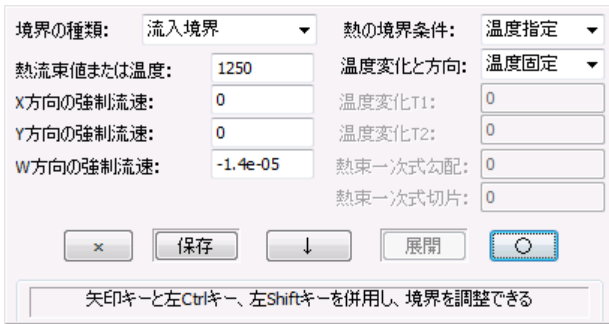 境界の種類: 流入境界 熱の境界条件: 温度指定
熱流束値または温度: 1250 温度変化と方向: 温度固定
X方向の強制流速: 0 温度変化T1: 0
Y方向の強制流速: 0 温度変化T2: 0
W方向の強制流速: -1.4e-05 熱束一次式勾配: 0
熱束一次式切片: 0
× 保存 ↓ 展開 ○
矢印キーと左Ctrlキー、左Shiftキーを併用し、境界を調整できる